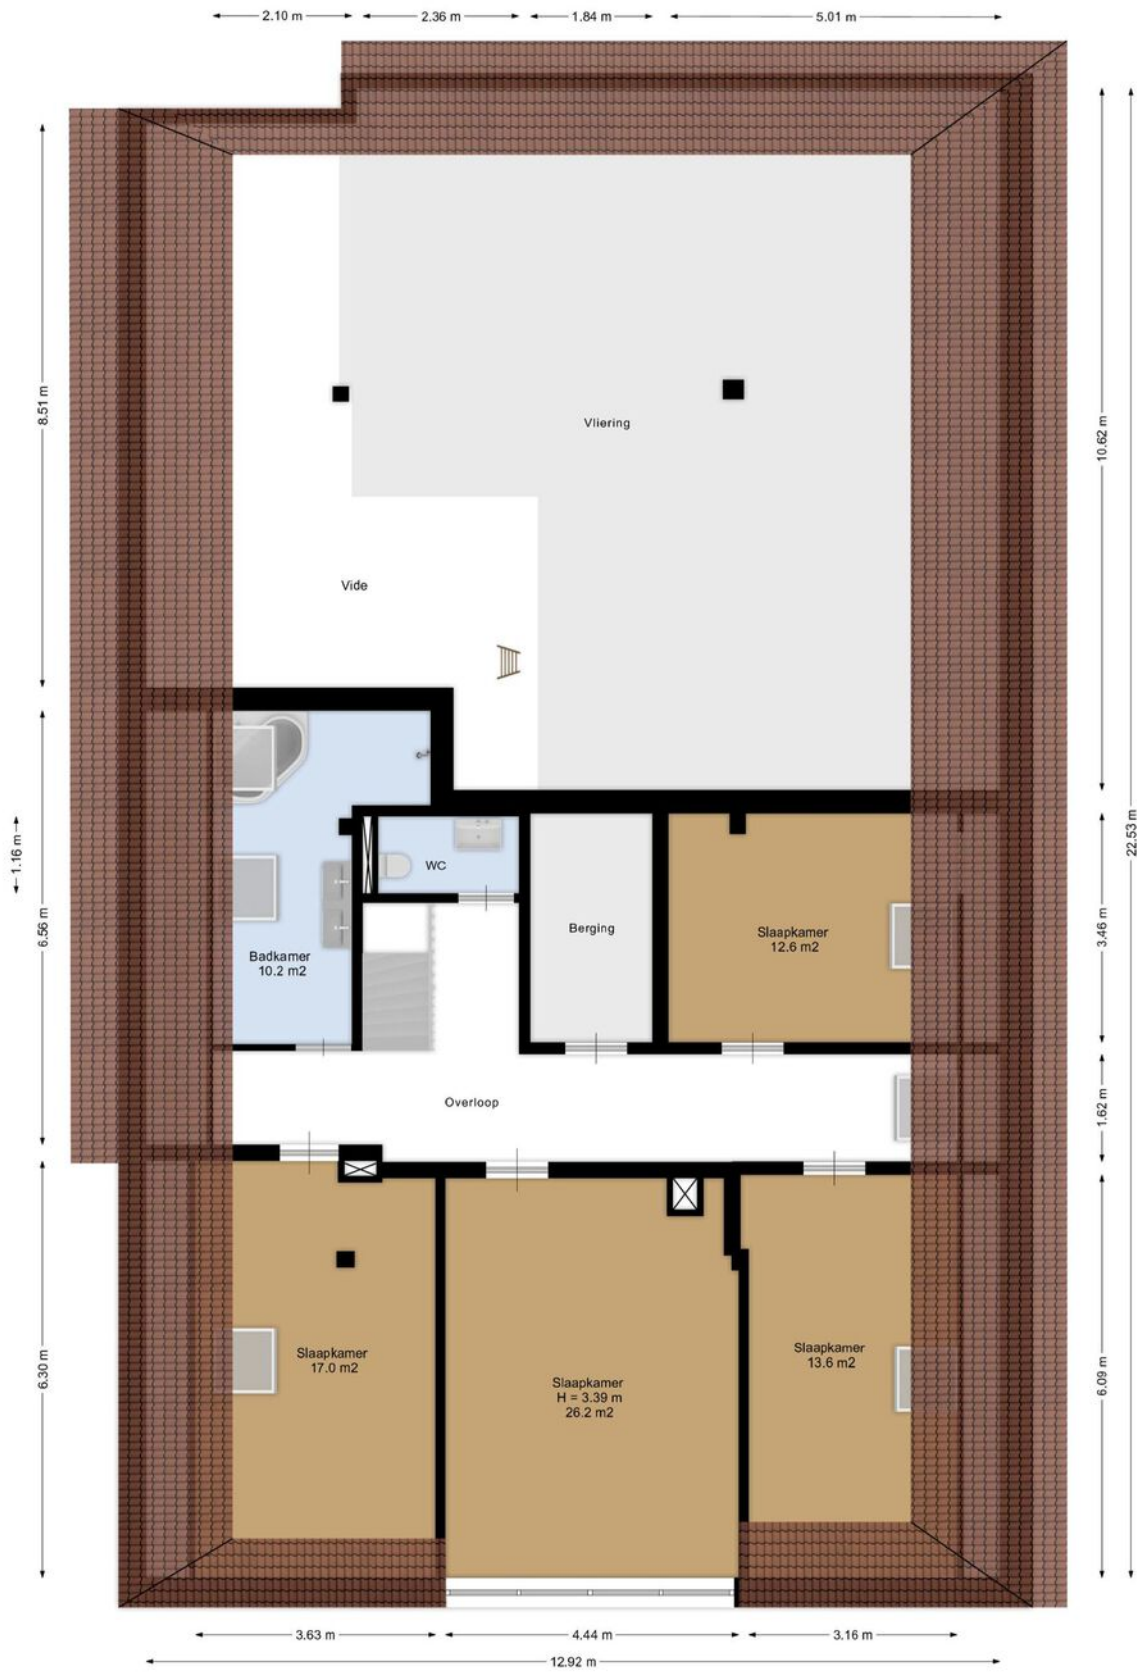 2.10 m
2.36 m
1.84 m
5.01 m
8.51 m
10.62 m
Vliering
Vide
22.53 m
1.16 m
WC
6.56 m
3.46 m
Berging
Slaapkamer
12.6 m2
Badkamer
10.2 m2
Overloop
1.62 m
6.30 m
Slaapkamer
17.0 m2
Slaapkamer
H = 3.39 m
26.2 m2
Slaapkamer
13.6 m2
6.09 m
3.63 m
4.44 m
3.16 m
12.92 m